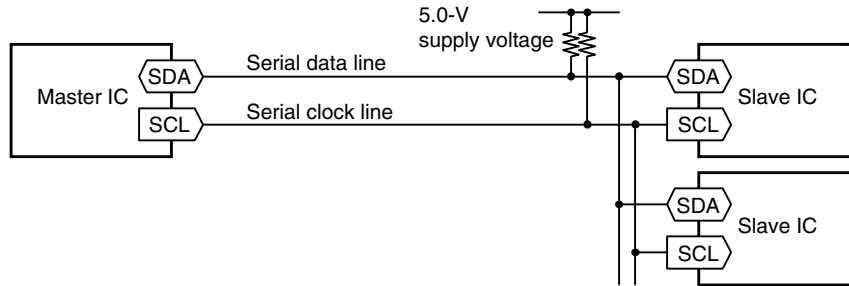 5.0-V
supply voltage
Master IC
SDA
Serial data line
SDA
Slave IC
SCL
Serial clock line
SCL
SDA
Slave IC
SCL